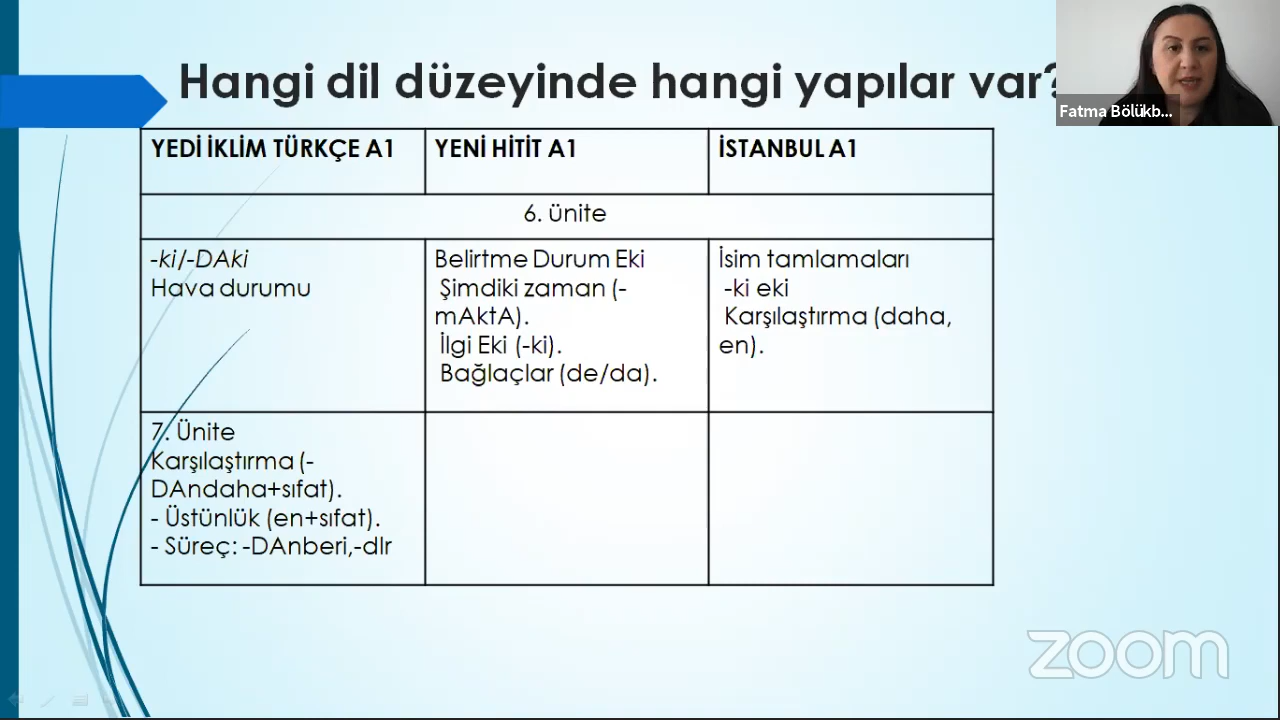 Hangi dil düzeyinde hangi yapılar var?
Fatma Bölükb...
YEDİ İKLİM TÜRKÇE A1
YENİ HİTİT A1
İSTANBUL A1
6. ünite
-ki/-DAki
Hava durumu
Belirtme Durum Eki
Şimdiki zaman (-
mAktA).
İlgi Eki (-ki).
Bağlaçlar (de/da).
İsim tamlamaları
-ki eki
Karşılaştırma (daha,
en).
7. Ünite
Karşılaştırma (-
DAndaha+sıfat).
- Üstünlük (en+sıfat).
- Süreç: -DAnberi,-dIr
zoom